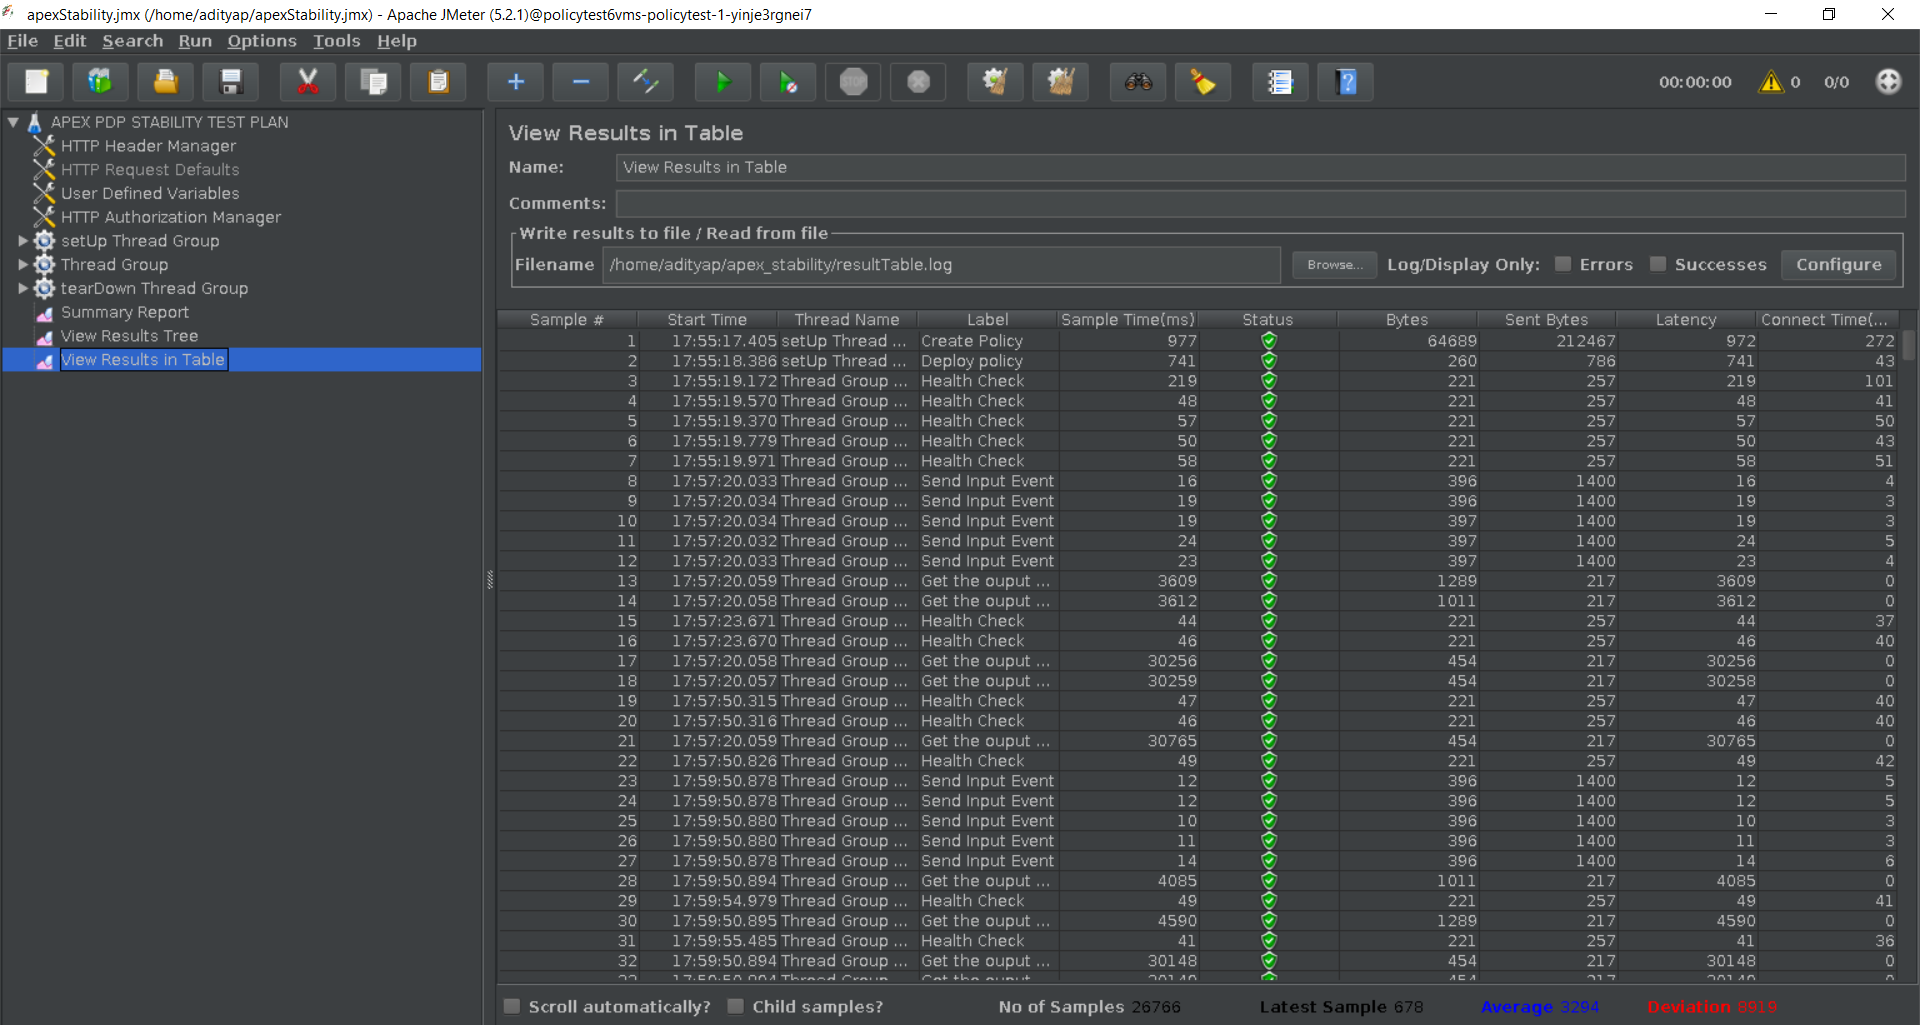 apexStability.jmx (/home/adityap/apexStability.jmx) - Apache JMeter (5.2.1)@policytest6vms-policytest-1-yinje3rgnei7
File Edit Search Run Options Tools Help
STOP 00:00:00 0 0/0
APEX PDP STABILITY TEST PLAN
HTTP Header Manager
HTTP Request Defaults
User Defined Variables
HTTP Authorization Manager
setUp Thread Group
Thread Group
tearDown Thread Group
Summary Report
View Results Tree
View Results in Table
View Results in Table
Name: View Results in Table
Comments:
Write results to file / Read from file
Filename /home/adityap/apex_stability/resultTable.log Browse... Log/Display Only: Errors Successes Configure
Sample # Start Time Thread Name Label Sample Time(ms) Status Bytes Sent Bytes Latency Connect Time(...
1 17:55:17.405 setUp Thread ... Create Policy 977 64689 212467 972 272
2 17:55:18.386 setUp Thread ... Deploy policy 741 260 786 741 43
3 17:55:19.172 Thread Group ... Health Check 219 221 257 219 101
4 17:55:19.570 Thread Group ... Health Check 48 221 257 48 41
5 17:55:19.370 Thread Group ... Health Check 57 221 257 57 50
6 17:55:19.779 Thread Group ... Health Check 50 221 257 50 43
7 17:55:19.971 Thread Group ... Health Check 58 221 257 58 51
8 17:57:20.033 Thread Group ... Send Input Event 16 396 1400 16 4
9 17:57:20.034 Thread Group ... Send Input Event 19 396 1400 19 3
10 17:57:20.034 Thread Group ... Send Input Event 19 397 1400 19 3
11 17:57:20.032 Thread Group ... Send Input Event 24 397 1400 24 5
12 17:57:20.033 Thread Group ... Send Input Event 23 397 1400 23 4
13 17:57:20.059 Thread Group ... Get the ouput ... 3609 1289 217 3609 0
14 17:57:20.058 Thread Group ... Get the ouput ... 3612 1011 217 3612 0
15 17:57:23.671 Thread Group ... Health Check 44 221 257 44 37
16 17:57:23.670 Thread Group ... Health Check 46 221 257 46 40
17 17:57:20.058 Thread Group ... Get the ouput ... 30256 454 217 30256 0
18 17:57:20.057 Thread Group ... Get the ouput ... 30259 454 217 30258 0
19 17:57:50.315 Thread Group ... Health Check 47 221 257 47 40
20 17:57:50.316 Thread Group ... Health Check 46 221 257 46 40
21 17:57:20.059 Thread Group ... Get the ouput ... 30765 454 217 30765 0
22 17:57:50.826 Thread Group ... Health Check 49 221 257 49 42
23 17:59:50.878 Thread Group ... Send Input Event 12 396 1400 12 5
24 17:59:50.878 Thread Group ... Send Input Event 12 396 1400 12 5
25 17:59:50.880 Thread Group ... Send Input Event 10 396 1400 10 3
26 17:59:50.880 Thread Group ... Send Input Event 11 396 1400 11 3
27 17:59:50.878 Thread Group ... Send Input Event 14 396 1400 14 6
28 17:59:50.894 Thread Group ... Get the ouput ... 4085 1011 217 4085 0
29 17:59:54.979 Thread Group ... Health Check 49 221 257 49 41
30 17:59:50.895 Thread Group ... Get the ouput ... 4590 1289 217 4590 0
31 17:59:55.485 Thread Group ... Health Check 41 221 257 41 36
32 17:59:50.894 Thread Group ... Get the ouput ... 30148 454 217 30148 0
Scroll automatically? Child samples? No of Samples 26766 Latest Sample 678 Average 3294 Deviation 8919